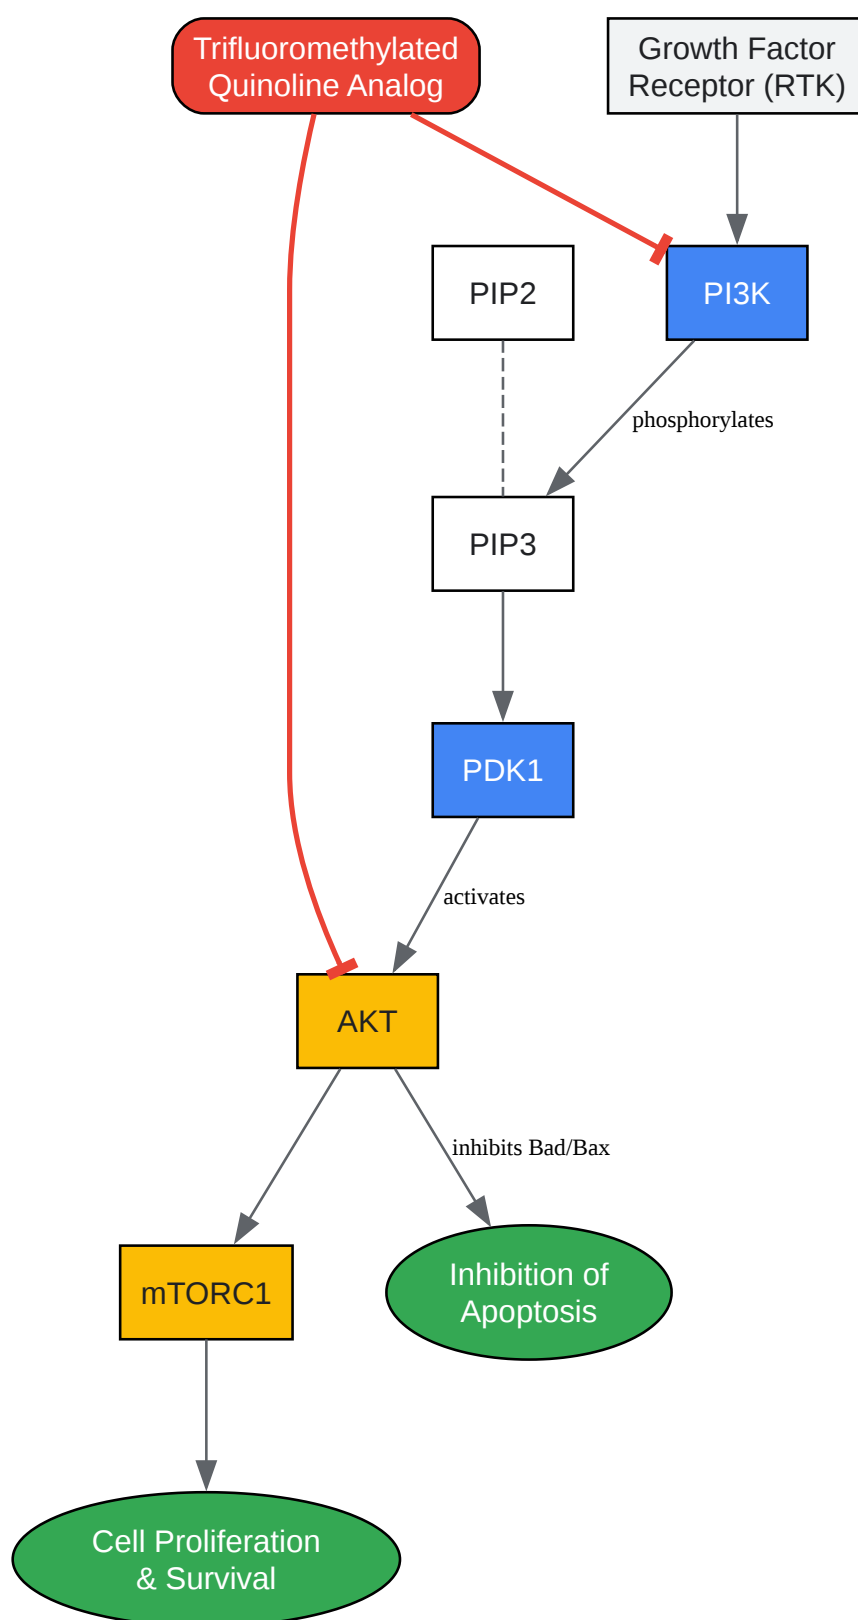 Trifluoromethylated
Quinoline Analog
Growth Factor
Receptor (RTK)
PIP2
PI3K
phosphorylates
PIP3
PDK1
activates
AKT
inhibits Bad/Bax
mTORC1
Inhibition of
Apoptosis
Cell Proliferation
& Survival